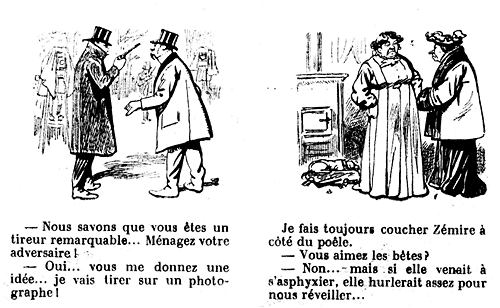 — Nous savons que vous êtes un
tireur remarquable... Ménagez votre
adversaire !
— Oui... vous me donnez une
idée... je vais tirer sur un photo-
graphe !
Je fais toujours coucher Zémire à
côté du poêle.
— Vous aimez les bêtes ?
— Non... mais si elle venait à
s'asphyxier, elle hurlerait assez pour
nous réveiller...